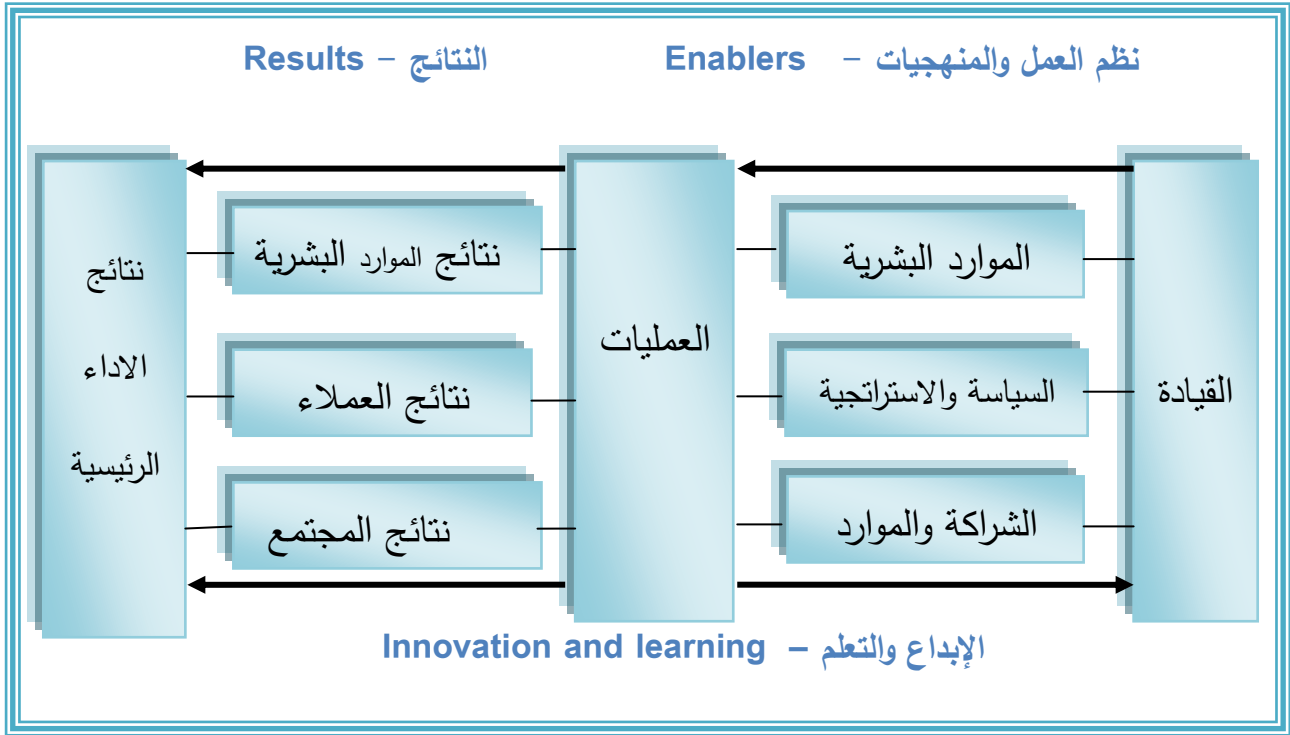 نظم العمل والمنهجيات - Enablers
النتائج - Results
القيادة
الموارد البشرية
السياسة والاستراتجية
الشراكة والموارد
العمليات
نتائج الموارد البشرية
نتائج العملاء
نتائج المجتمع
نتائج
الاداء
الرئيسية
الإبداع والتعلم – Innovation and learning